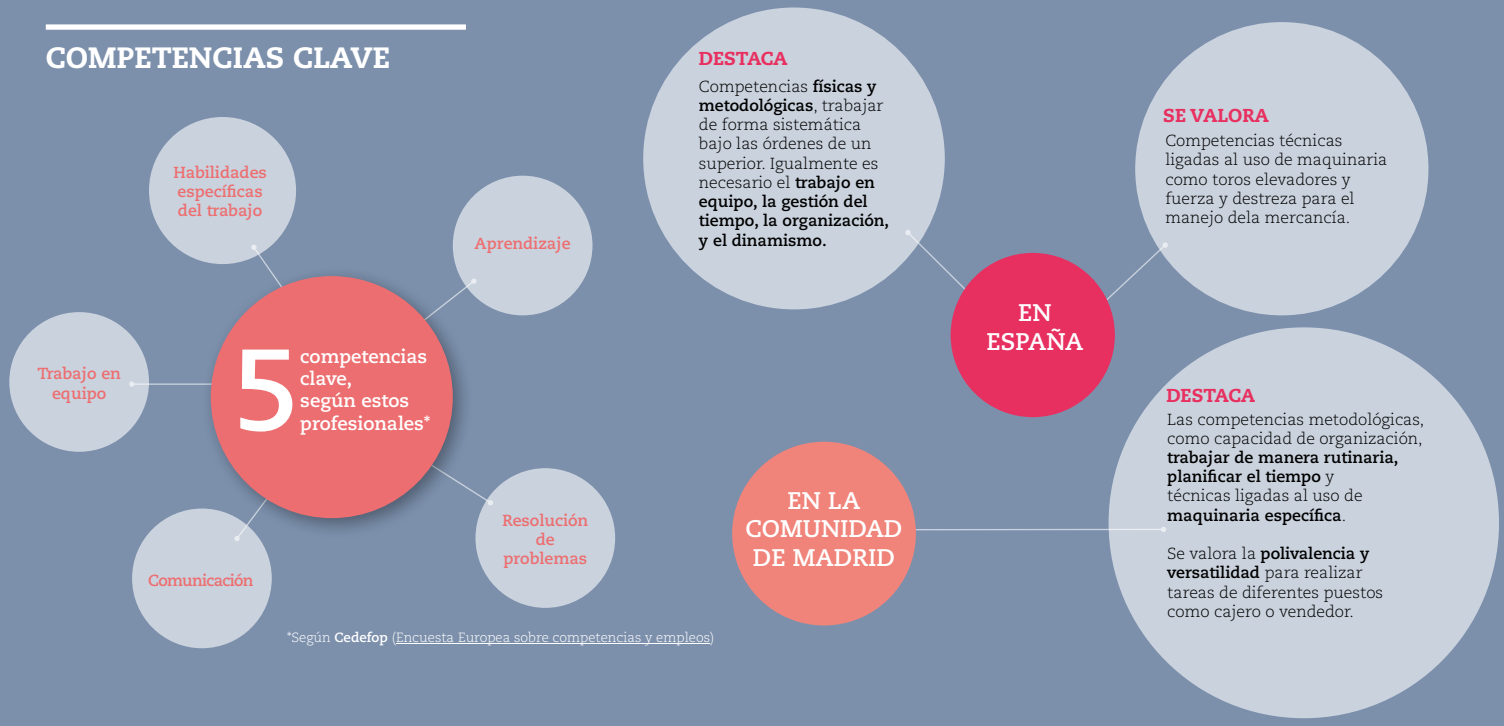 COMPETENCIAS CLAVE
Habilidades
específicas
del trabajo
Aprendizaje
Trabajo en
equipo
5 competencias
clave,
según estos
profesionales*
Resolución
de
problemas
Comunicación
*Según Cedefop (Encuesta Europea sobre competencias y empleos)
DESTACA
Competencias físicas y
metodológicas, trabajar
de forma sistemática
bajo las órdenes de un
superior. Igualmente es
necesario el trabajo en
equipo, la gestión del
tiempo, la organización,
y el dinamismo.
SE VALORA
Competencias técnicas
ligadas al uso de maquinaria
como toros elevadores y
fuerza y destreza para el
manejo dela mercancía.
EN
ESPAÑA
EN LA
COMUNIDAD
DE MADRID
DESTACA
Las competencias metodológicas,
como capacidad de organización,
trabajar de manera rutinaria,
planificar el tiempo y
técnicas ligadas al uso de
maquinaria específica.
Se valora la polivalencia y
versatilidad para realizar
tareas de diferentes puestos
como cajero o vendedor.